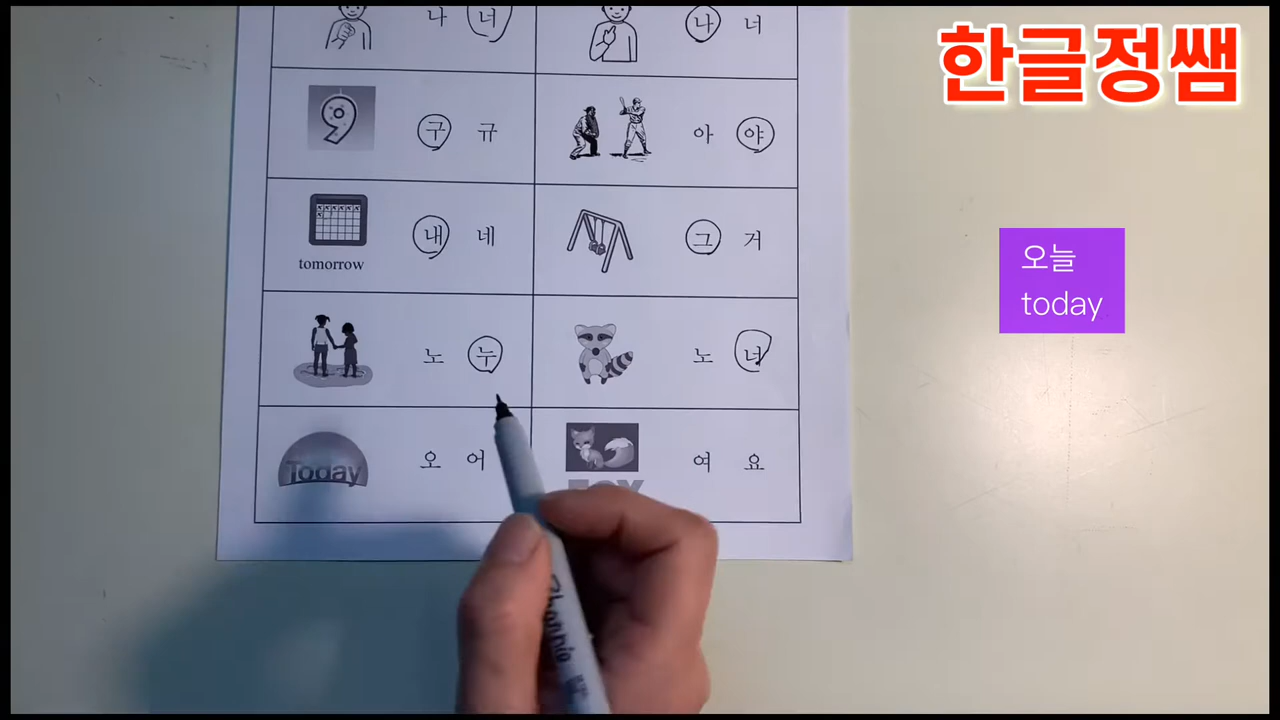 한글정쌤
나 너 나 너
9 구 규 아 야
tomorrow 내 네 그 거
노 누 노 너
Today 오 어 여 요
FOX
오늘
today
Sharpie